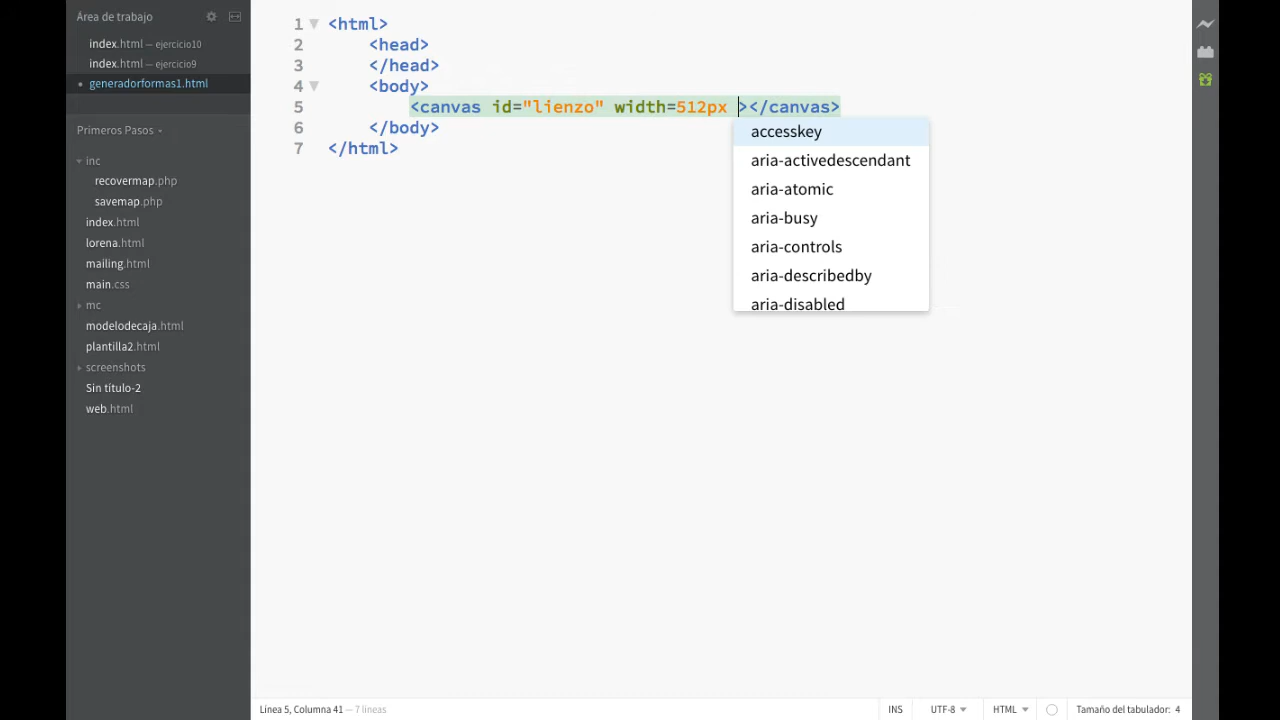 Área de trabajo
index.html — ejercicio10
index.html — ejercicio9
• generadorformas1.html
Primeros Pasos
inc
recovermap.php
savemap.php
index.html
lorena.html
mailing.html
main.css
mc
modelodecaja.html
plantilla2.html
screenshots
Sin título-2
web.html
1 <html>
2 <head>
3 </head>
4 <body>
5 <canvas id="lienzo" width=512px ></canvas>
6 </body>
7 </html>
accesskey
aria-activedescendant
aria-atomic
aria-busy
aria-controls
aria-describedby
aria-disabled
Línea 5, Columna 41 — 7 líneas INS UTF-8 HTML Tamaño del tabulador: 4